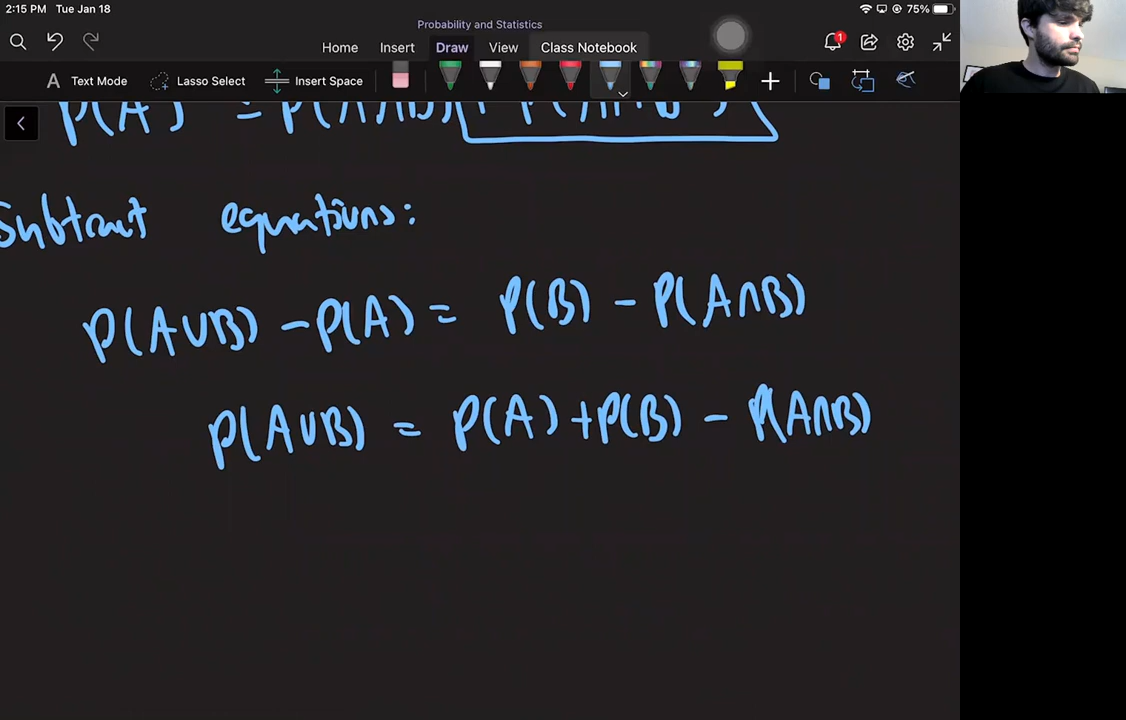 2:15 PM Tue Jan 18
75%
Probability and Statistics
Home Insert Draw View Class Notebook
1
A Text Mode Lasso Select Insert Space
P(A) = P(A∩B)
Subtract equations:
P(A∪B) - P(A) = P(B) - P(A∩B)
P(A∪B) = P(A) + P(B) - P(A∩B)